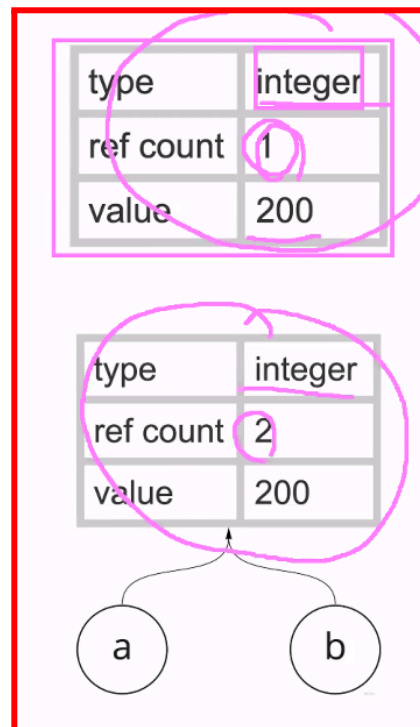 type integer
ref count 1
value 200
type integer
ref count 2
value 200
a b